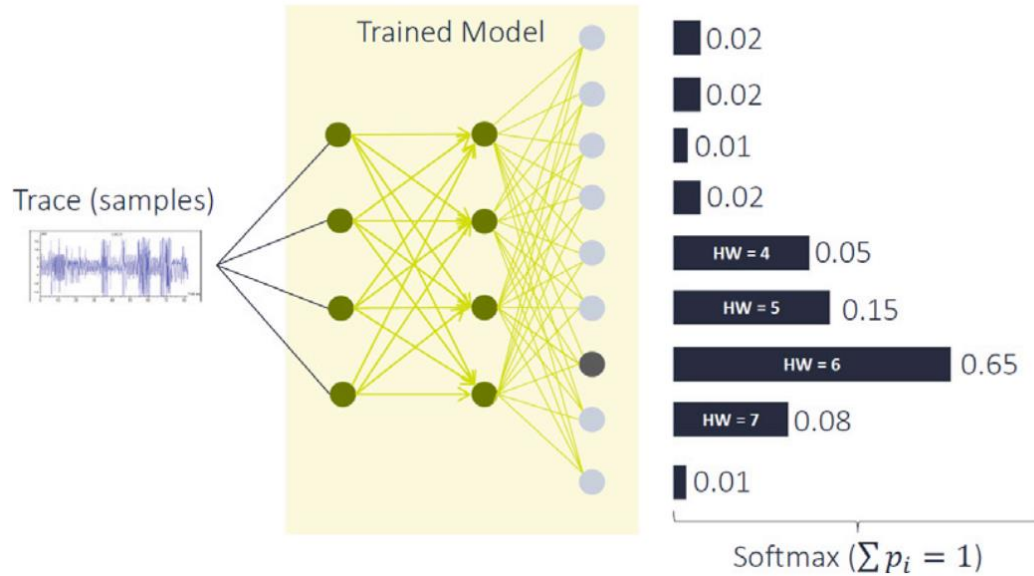 Trained Model
Trace (samples)
0.02
0.02
0.01
0.02
HW = 4 0.05
HW = 5 0.15
HW = 6 0.65
HW = 7 0.08
0.01
Softmax (∑ pᵢ = 1)